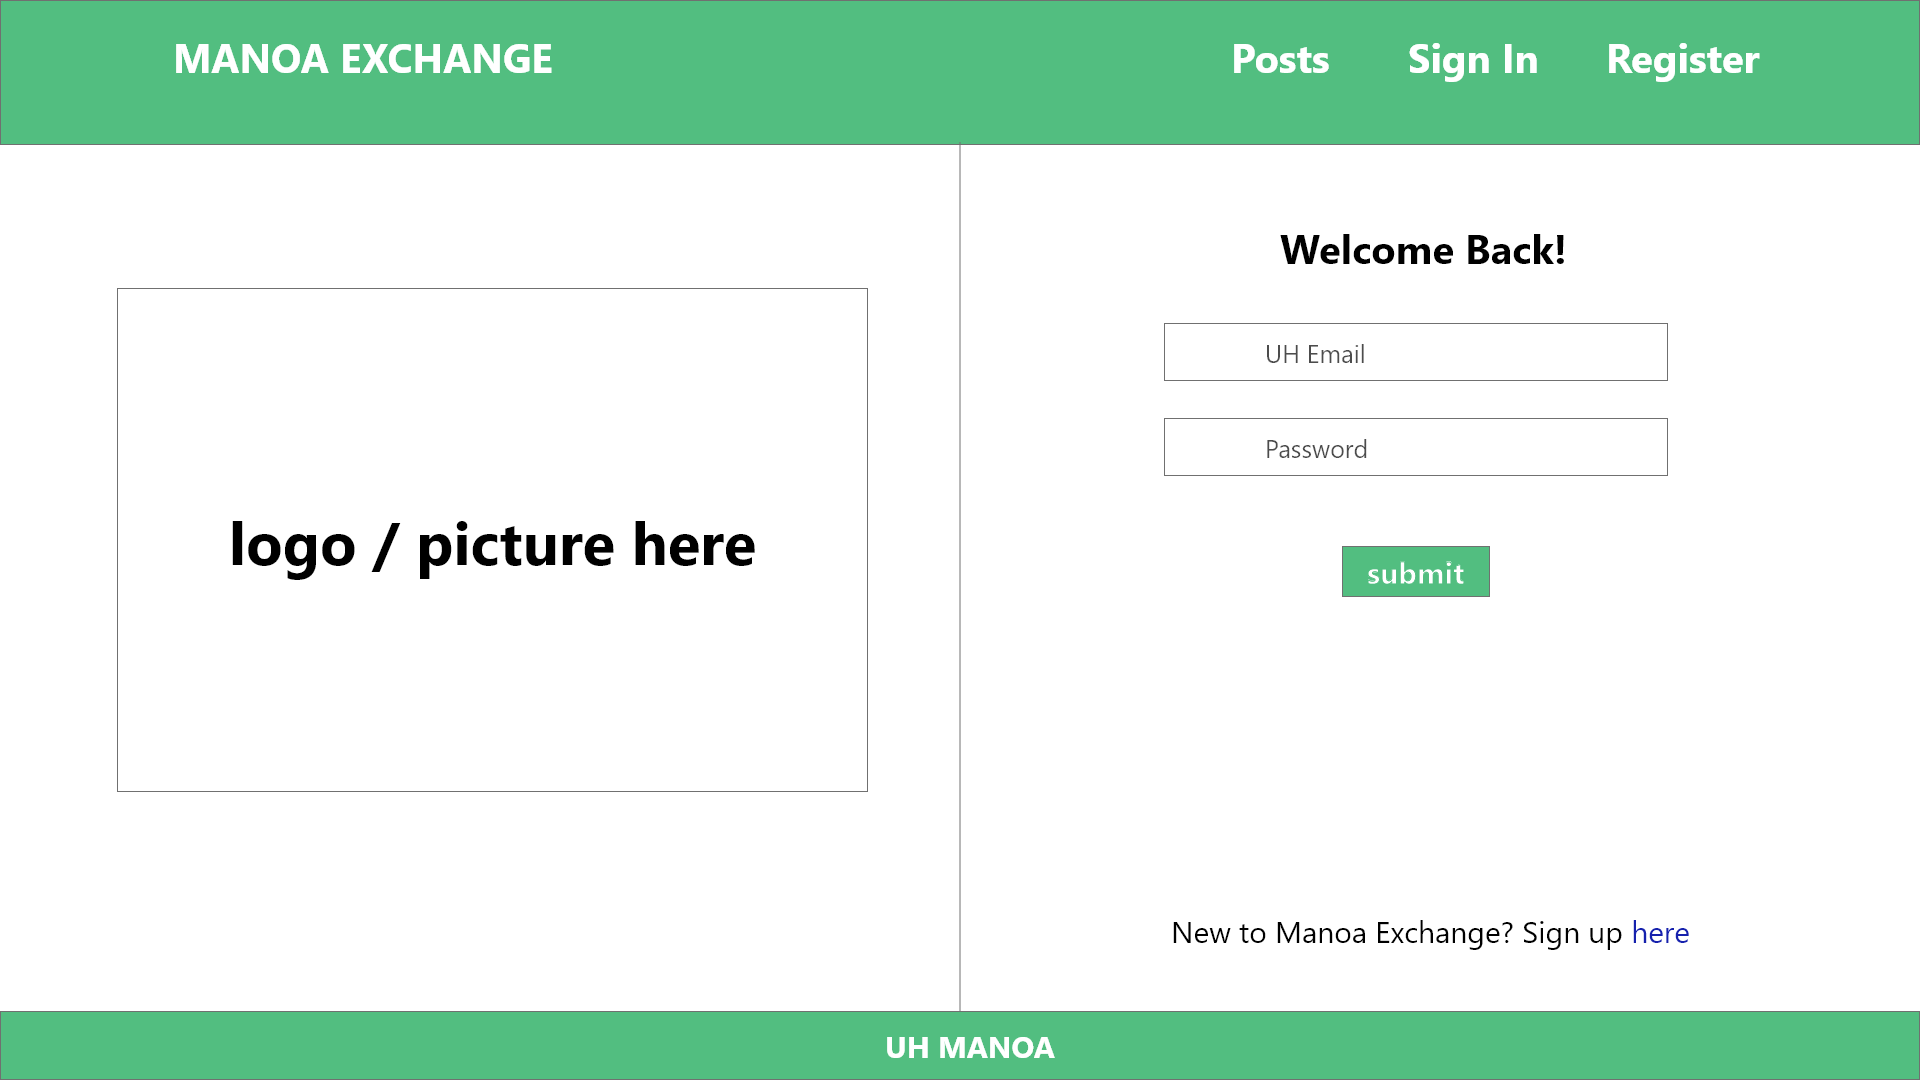 MANOA EXCHANGE Posts Sign In Register
logo / picture here
Welcome Back!
UH Email
Password
submit
New to Manoa Exchange? Sign up here
UH MANOA